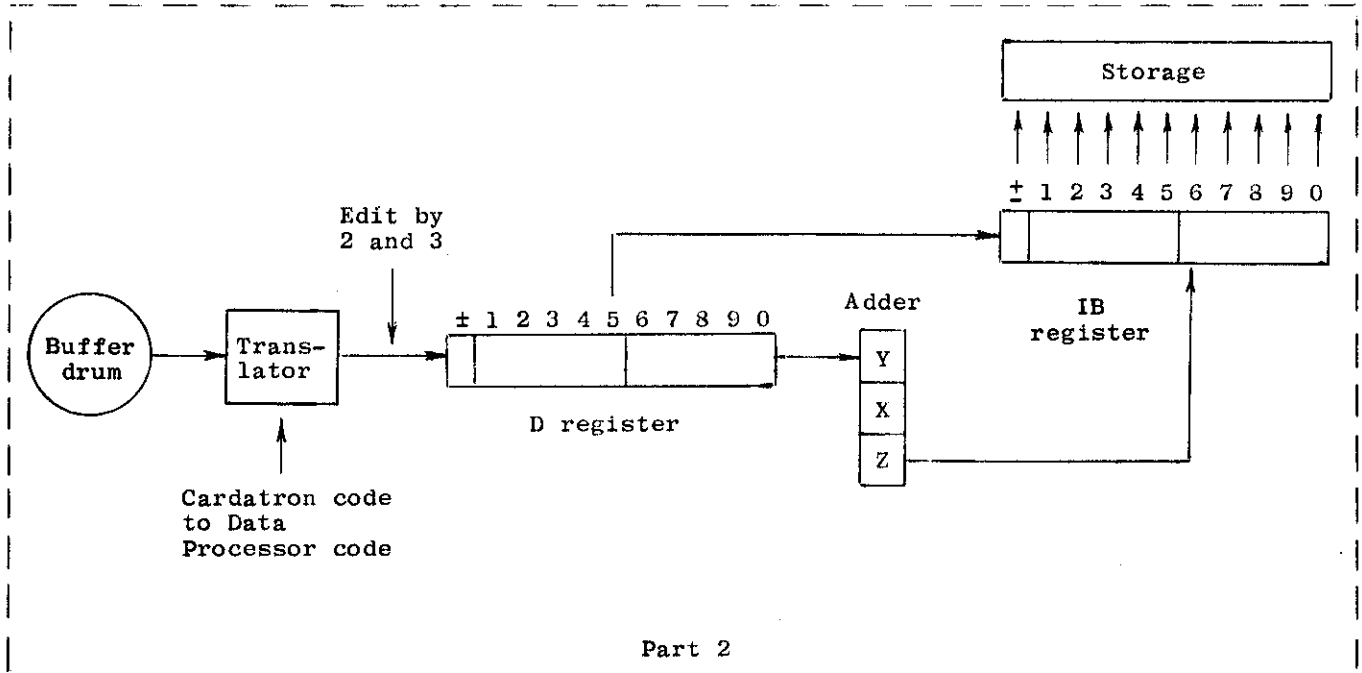 Storage
± 1 2 3 4 5 6 7 8 9 0
IB
register
Edit by
2 and 3
Buffer
drum
Trans-
lator
± 1 2 3 4 5 6 7 8 9 0
D register
Adder
Y
X
Z
Cardatron code
to Data
Processor code
Part 2